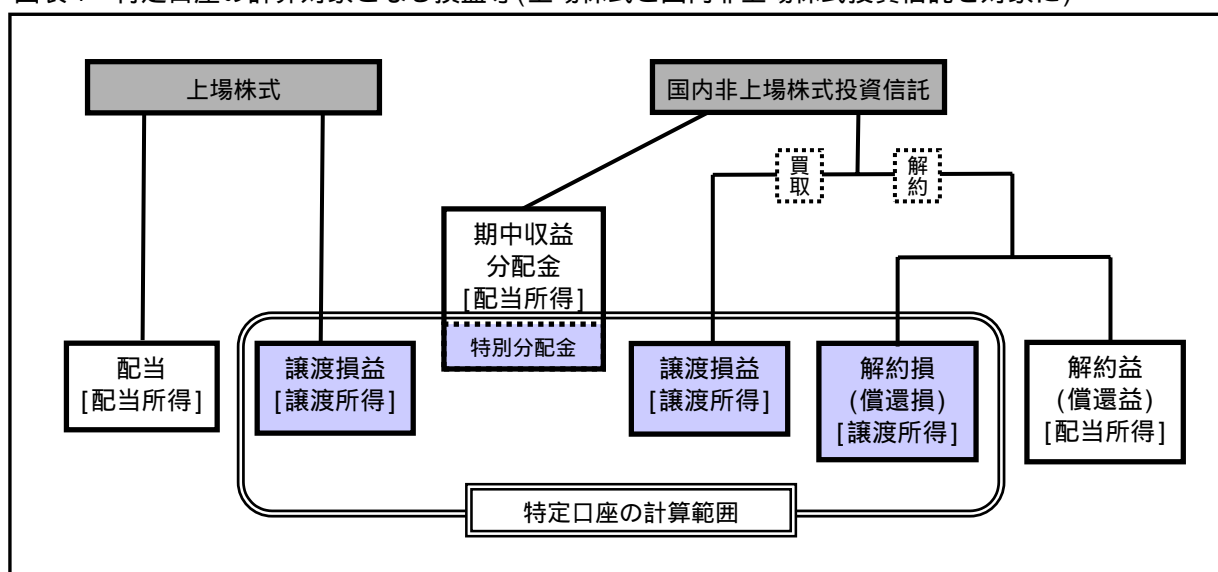 上場株式
国内非上場株式投資信託
買
取
解
約
期中収益
分配金
[配当所得]
特別分配金
配当
[配当所得]
譲渡損益
[譲渡所得]
譲渡損益
[譲渡所得]
解約損
(償還損)
[譲渡所得]
解約益
(償還益)
[配当所得]
特定口座の計算範囲